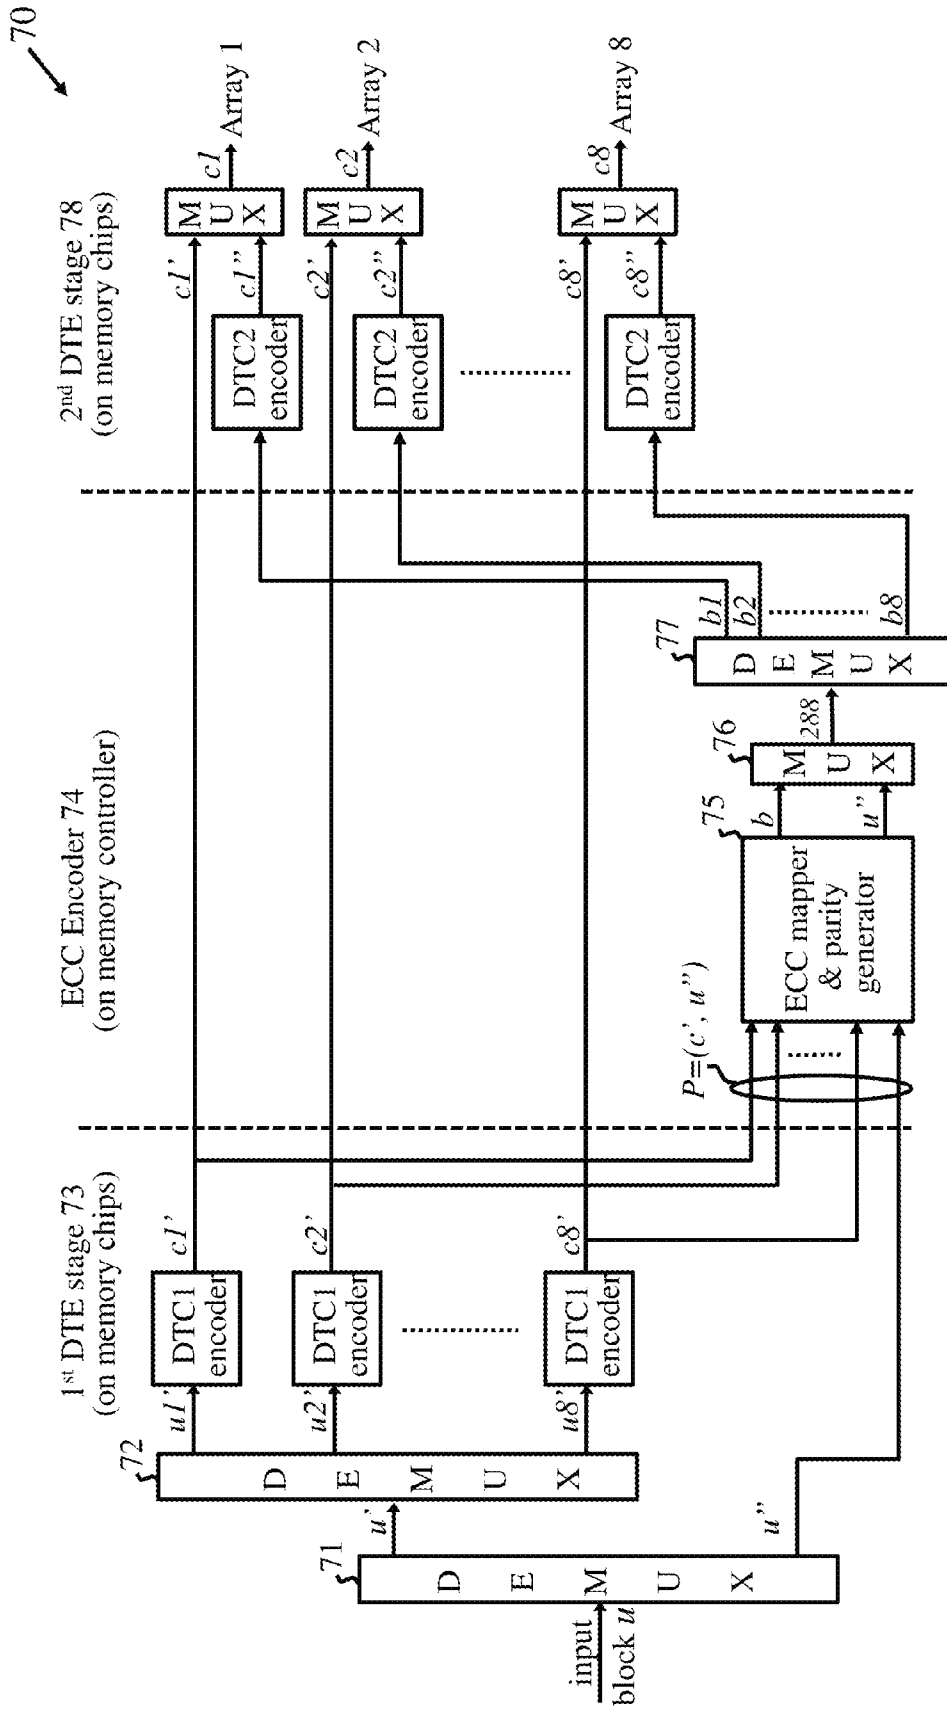 70
1st DTE stage 73
(on memory chips)
ECC Encoder 74
(on memory controller)
2nd DTE stage 78
(on memory chips)
input
block u
71
DEMUX
u'
u''
72
DEMUX
u1'
u2''
u8''
DTC1
encoder
DTC1
encoder
DTC1
encoder
c1'
c2'
c8'
P=(c', u'')
75
ECC mapper
& parity
generator
b
u''
76
MUX
288
77
DEMUX
b1
b2
b8
DTC2
encoder
DTC2
encoder
DTC2
encoder
c1'
c1''
c2'
c2''
c8'
c8''
MUX
MUX
MUX
c1
Array 1
c2
Array 2
c8
Array 8